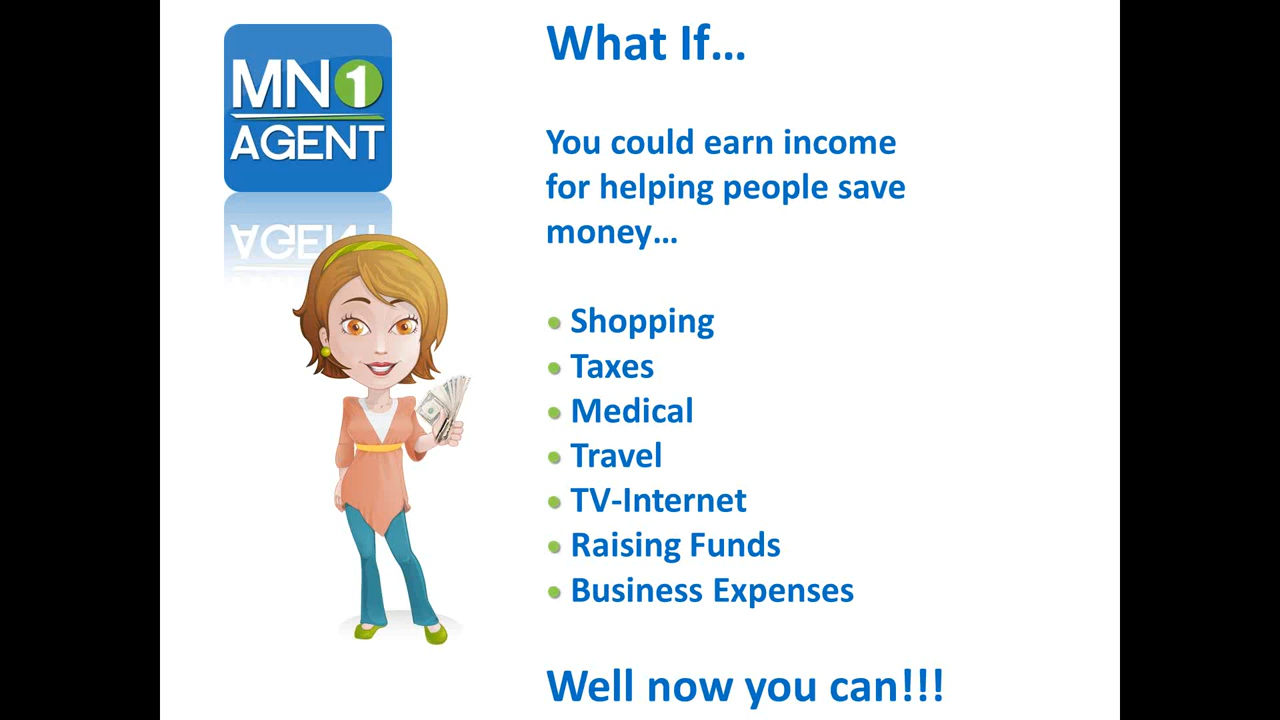 MN1
AGENT
AGENT
What If...
You could earn income
for helping people save
money...
• Shopping
• Taxes
• Medical
• Travel
• TV-Internet
• Raising Funds
• Business Expenses
Well now you can!!!